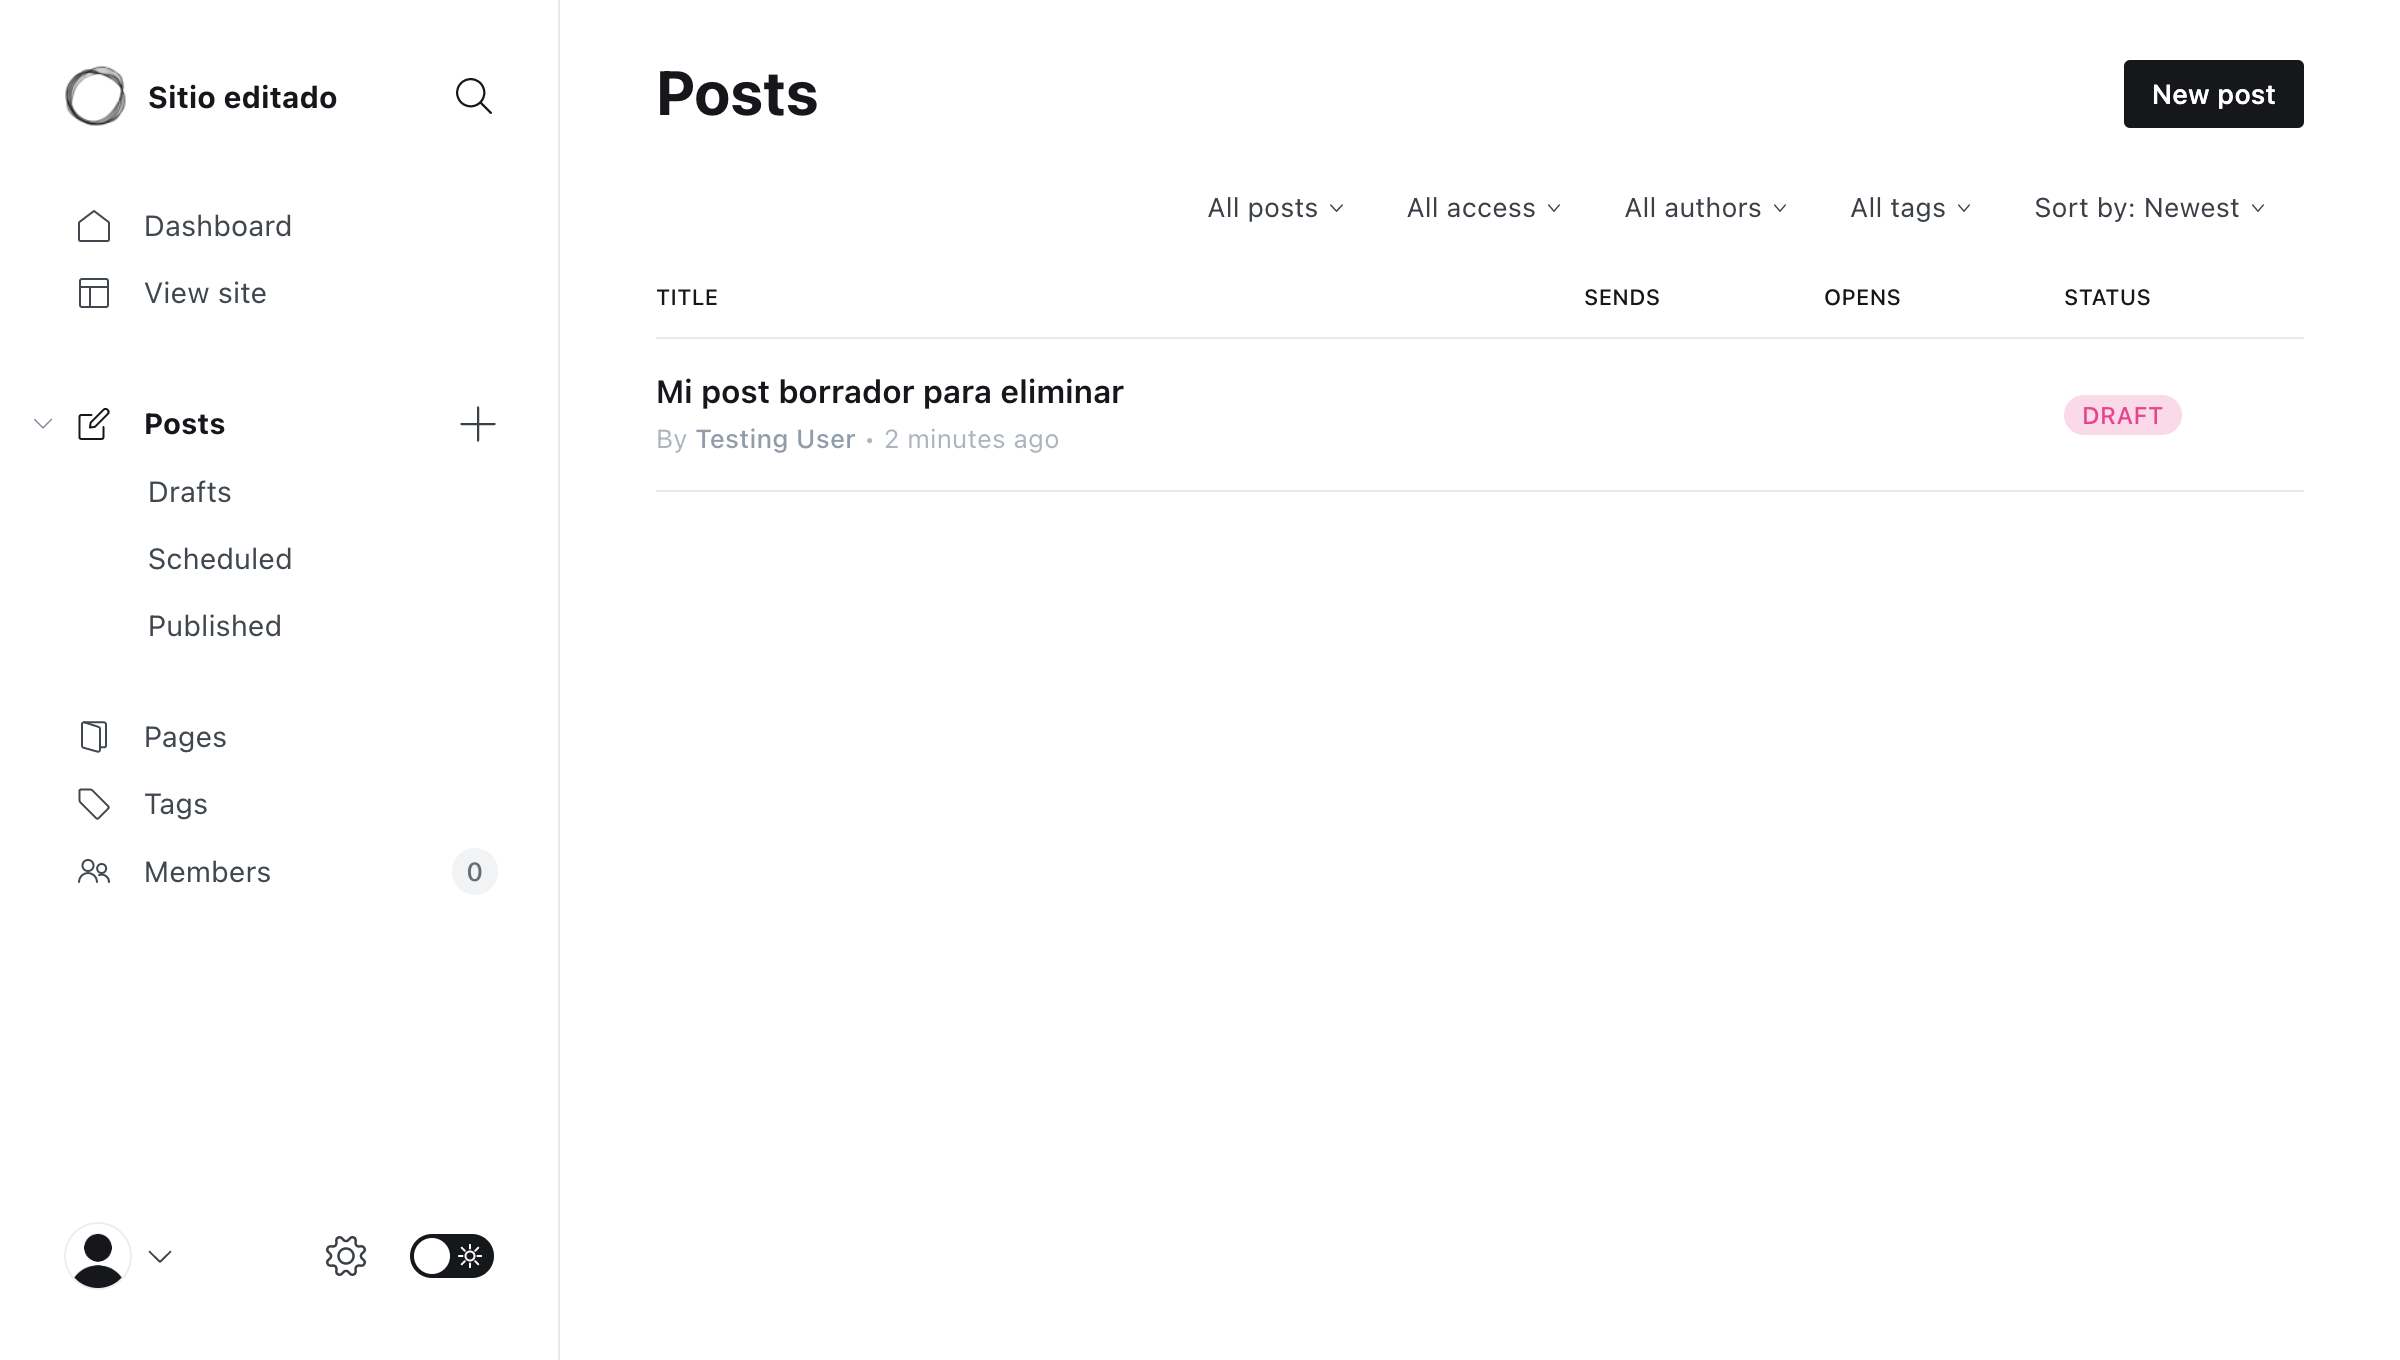 Sitio editado
Dashboard
View site
Posts
Drafts
Scheduled
Published
Pages
Tags
Members 0
Posts
New post
All posts All access All authors All tags Sort by: Newest
TITLE SENDS OPENS STATUS
Mi post borrador para eliminar
By Testing User • 2 minutes ago
DRAFT